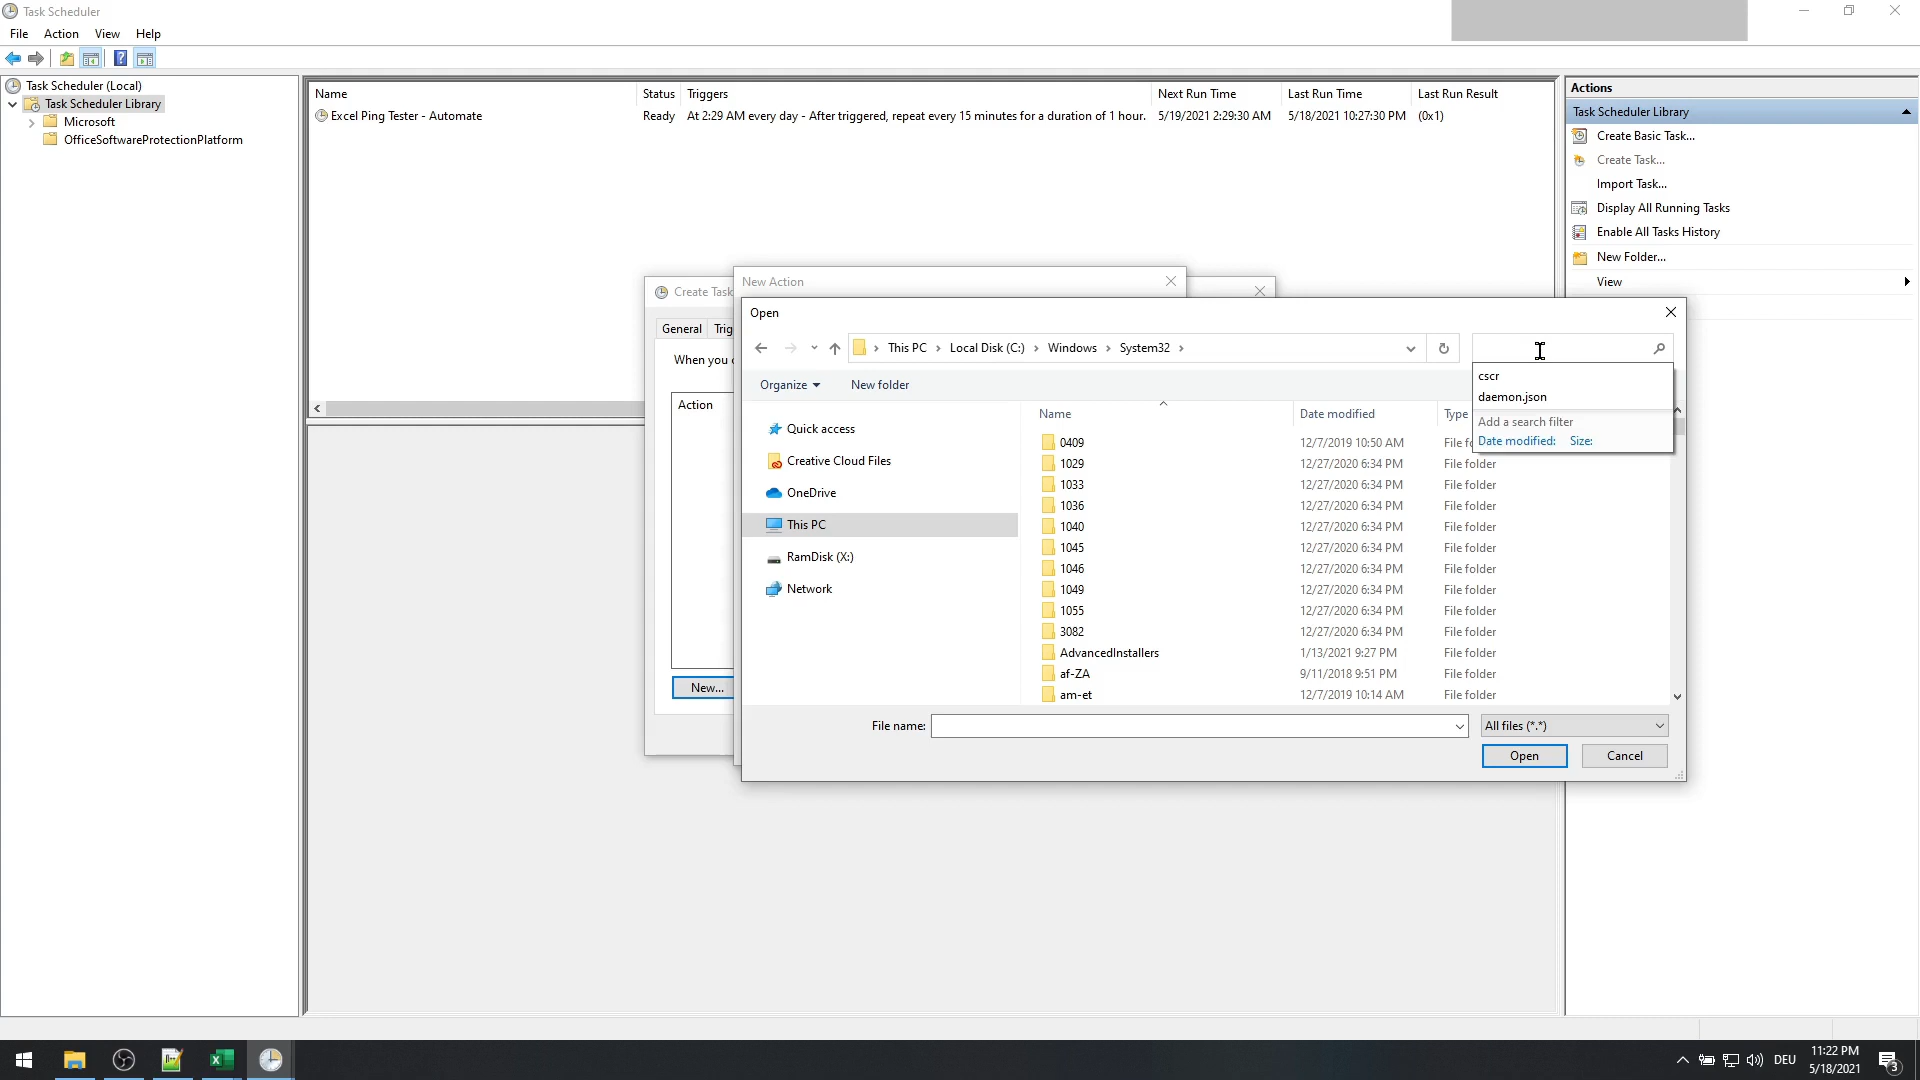 Task Scheduler
File Action View Help
Task Scheduler (Local)
Task Scheduler Library
Microsoft
OfficeSoftwareProtectionPlatform
Name Status Triggers Next Run Time Last Run Time Last Run Result
Excel Ping Tester - Automate Ready At 2:29 AM every day - After triggered, repeat every 15 minutes for a duration of 1 hour. 5/19/2021 2:29:30 AM 5/18/2021 10:27:30 PM (0x1)
Actions
Task Scheduler Library
Create Basic Task...
Create Task...
Import Task...
Display All Running Tasks
Enable All Tasks History
New Folder...
View
Create Task
General Trig
When you
Action
New...
New Action
Open
This PC Local Disk (C:) Windows System32
Organize New folder
cscr
daemon.json
Add a search filter
Date modified: Size:
Quick access
Creative Cloud Files
OneDrive
This PC
RamDisk (X:)
Network
Name Date modified Type
0409 12/7/2019 10:50 AM File fo
1029 12/27/2020 6:34 PM File folder
1033 12/27/2020 6:34 PM File folder
1036 12/27/2020 6:34 PM File folder
1040 12/27/2020 6:34 PM File folder
1045 12/27/2020 6:34 PM File folder
1046 12/27/2020 6:34 PM File folder
1049 12/27/2020 6:34 PM File folder
1055 12/27/2020 6:34 PM File folder
3082 12/27/2020 6:34 PM File folder
AdvancedInstallers 1/13/2021 9:27 PM File folder
af-ZA 9/11/2018 9:51 PM File folder
am-et 12/7/2019 10:14 AM File folder
File name: All files (*.*)
Open Cancel
DEU 11:22 PM
5/18/2021
3